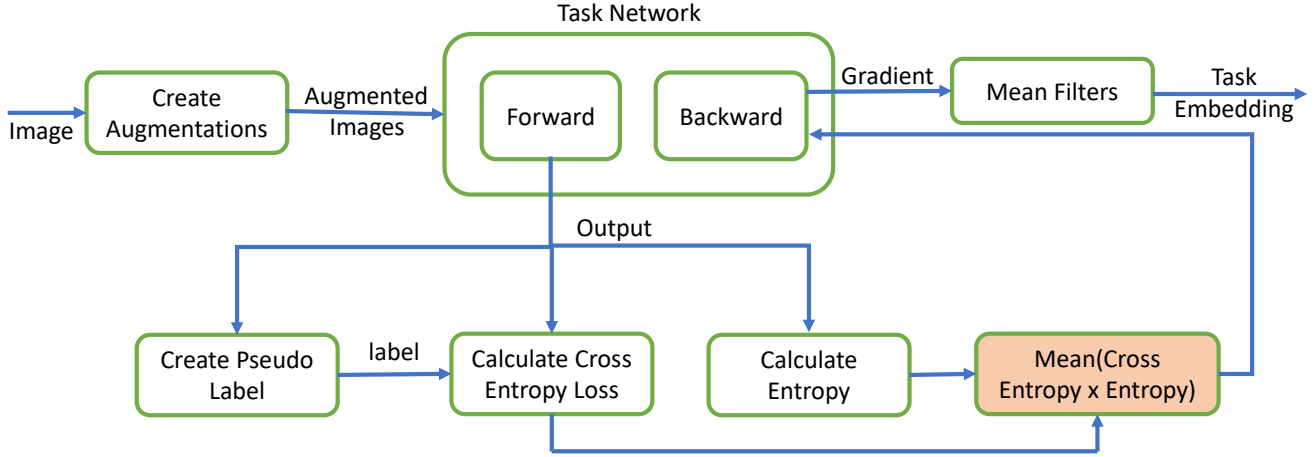 Task Network
Image
Create
Augmentations
Augmented
Images
Forward
Backward
Gradient
Mean Filters
Task
Embedding
Output
Create Pseudo
Label
label
Calculate Cross
Entropy Loss
Calculate
Entropy
Mean(Cross
Entropy x Entropy)